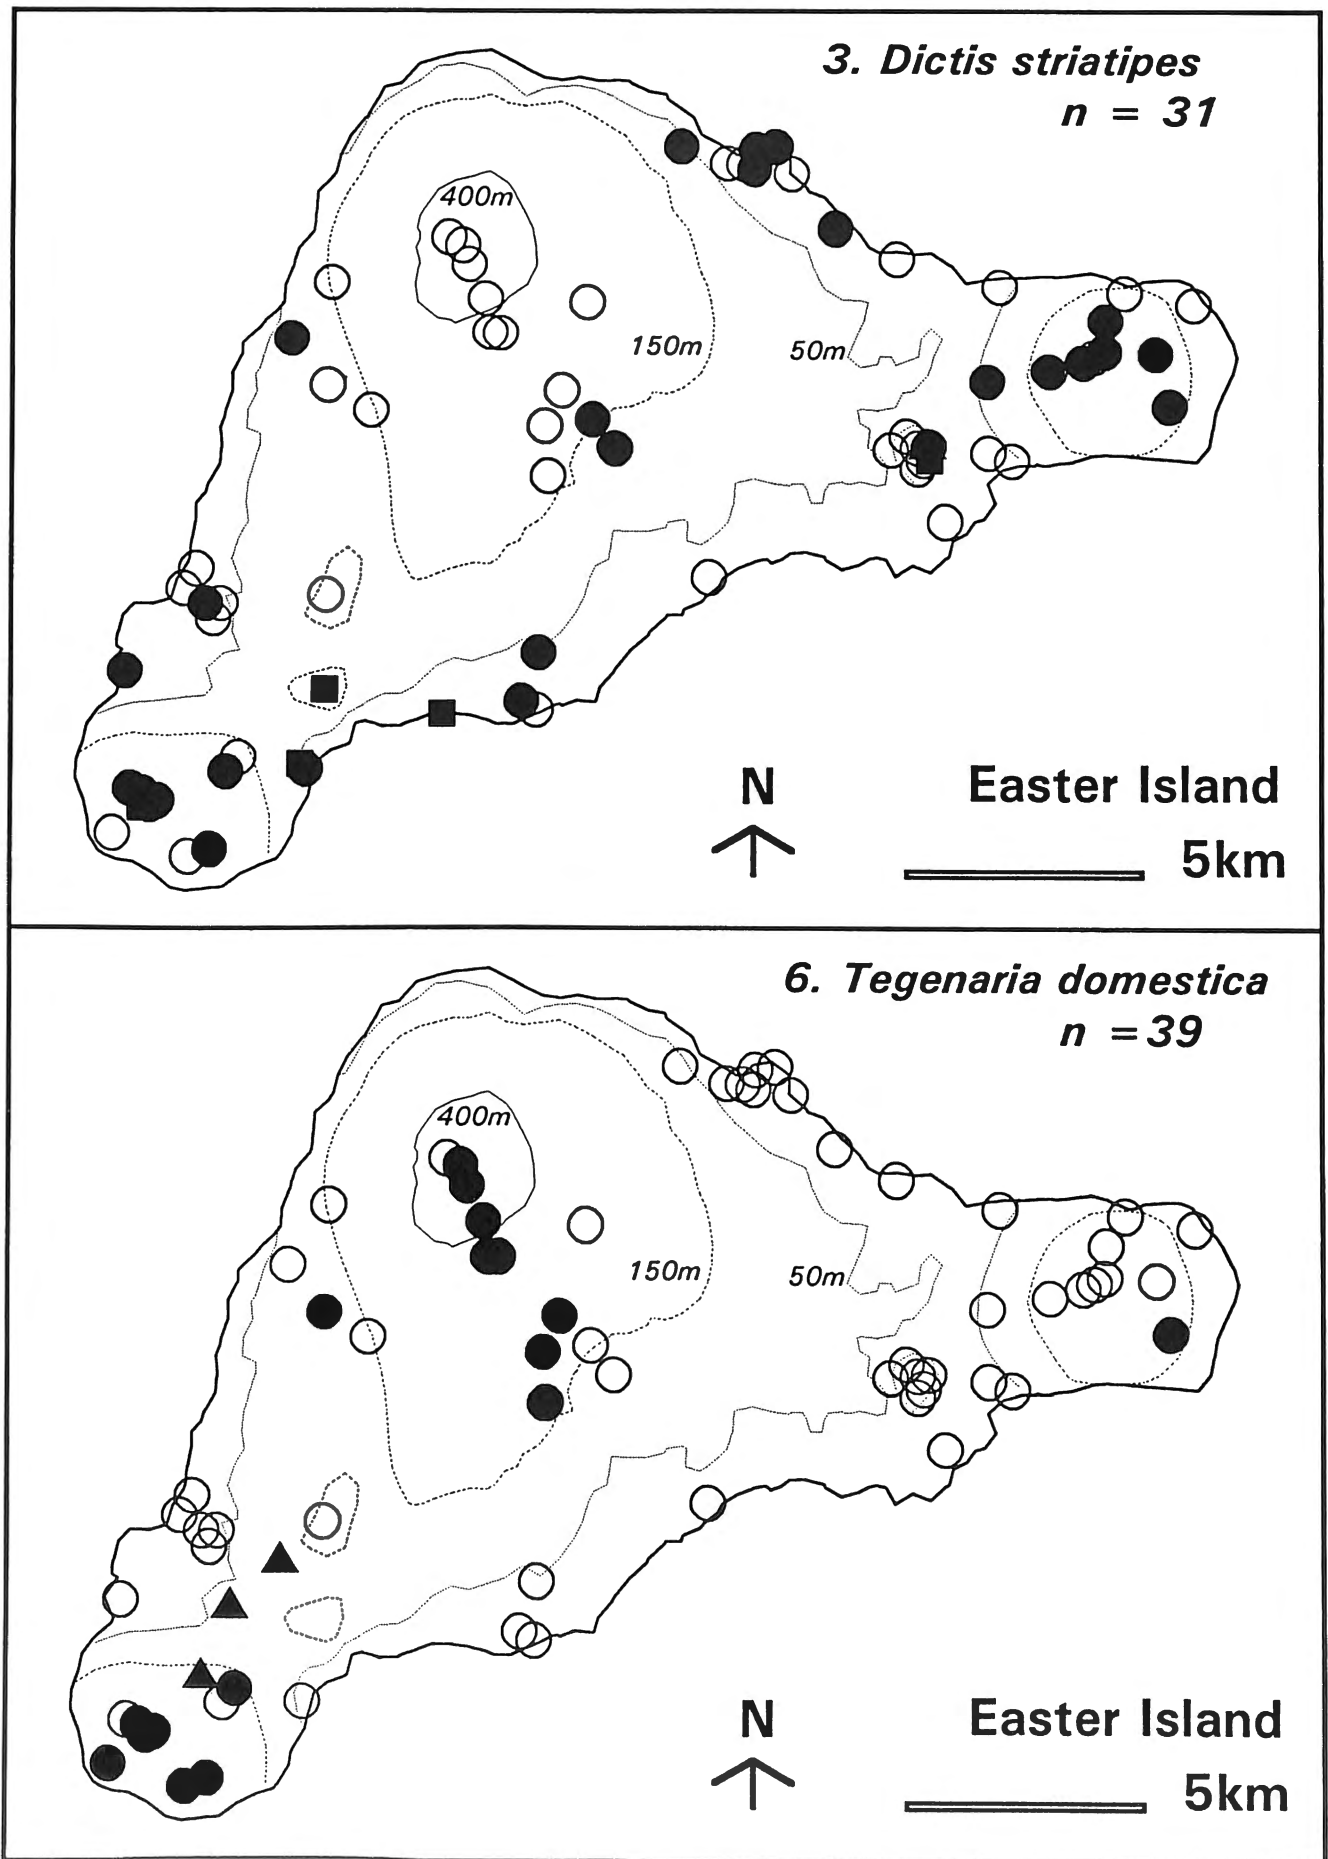 3. Dictis striatipes
n = 31
400m
150m
50m
N
Easter Island
5km
6. Tegenaria domestica
n =39
400m
150m
50m
N
Easter Island
5km